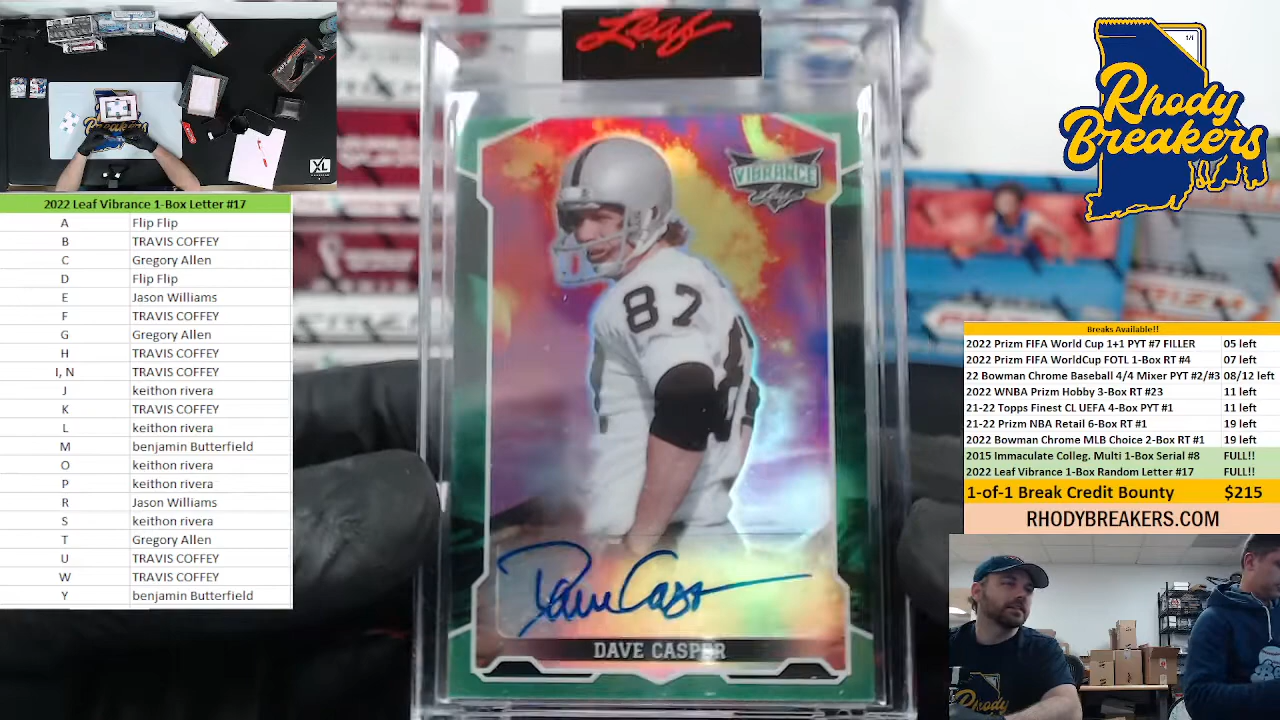 2022 Leaf Vibrance 1-Box Letter #17
A Flip Flip
B TRAVIS COFFEY
C Gregory Allen
D Flip Flip
E Jason Williams
F TRAVIS COFFEY
G Gregory Allen
H TRAVIS COFFEY
I, N TRAVIS COFFEY
J keithon rivera
K TRAVIS COFFEY
L keithon rivera
M benjamin Butterfield
O keithon rivera
P keithon rivera
R Jason Williams
S keithon rivera
T Gregory Allen
U TRAVIS COFFEY
W TRAVIS COFFEY
Y benjamin Butterfield
XL
Leaf
VIBRANCE
Leaf
87
Dave Casper
DAVE CASPER
1/1
Rhody
Breakers
PRIZM
Breaks Available!!
2022 Prizm FIFA World Cup 1+1 PYT #7 FILLER 05 left
2022 Prizm FIFA WorldCup FOTL 1-Box RT #4 07 left
22 Bowman Chrome Baseball 4/4 Mixer PYT #2/#3 08/12 left
2022 WNBA Prizm Hobby 3-Box RT #23 11 left
21-22 Topps Finest CL UEFA 4-Box PYT #1 11 left
21-22 Prizm NBA Retail 6-Box RT #1 19 left
2022 Bowman Chrome MLB Choice 2-Box RT #1 19 left
2015 Immaculate Colleg. Multi 1-Box Serial #8 FULL!!
2022 Leaf Vibrance 1-Box Random Letter #17 FULL!!
1-of-1 Break Credit Bounty $215
RHODYBREAKERS.COM
Rhody